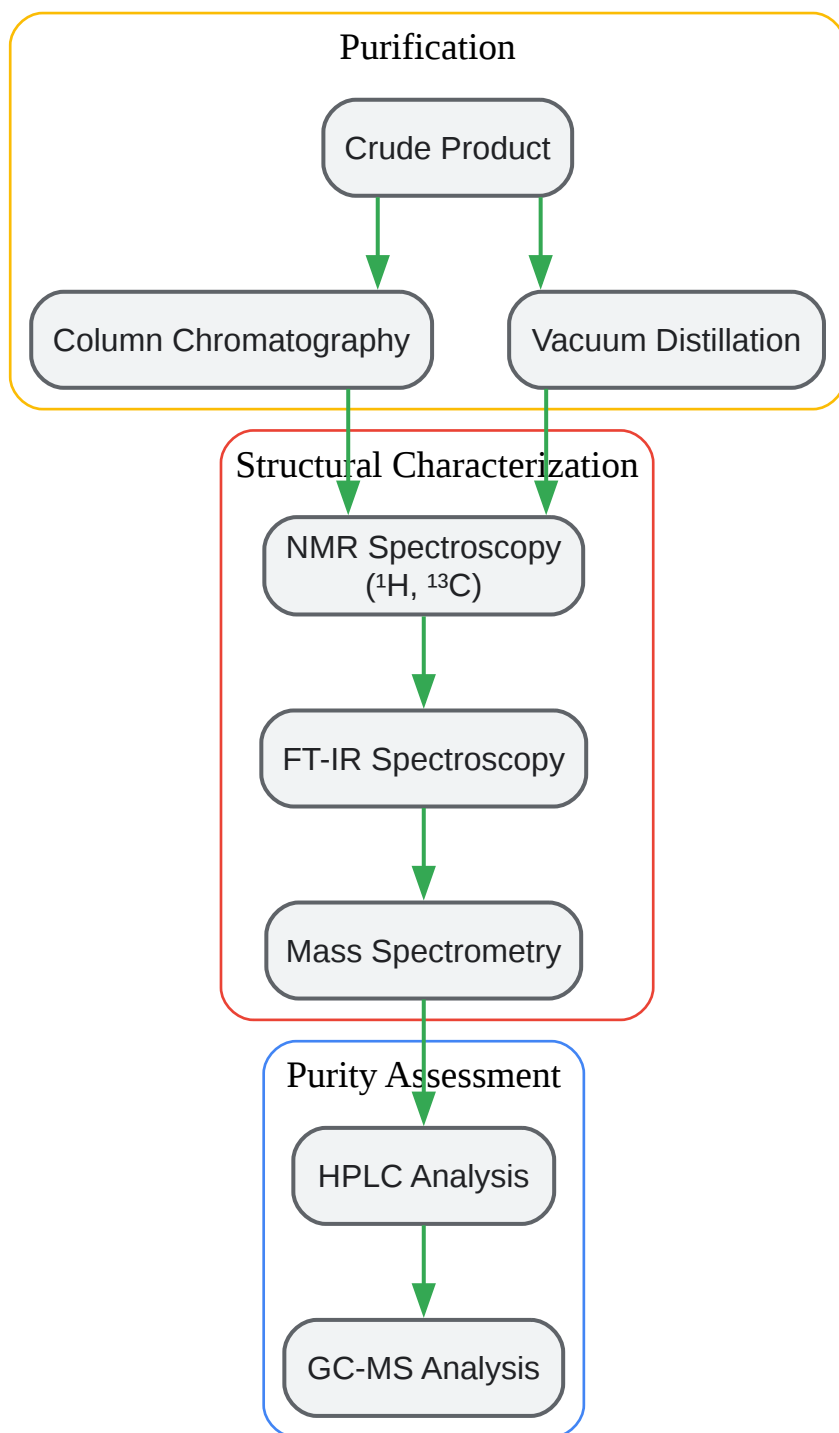 Purification
Crude Product
Column Chromatography
Vacuum Distillation
Structural Characterization
NMR Spectroscopy
(¹H, ¹³C)
FT-IR Spectroscopy
Mass Spectrometry
Purity Assessment
HPLC Analysis
GC-MS Analysis